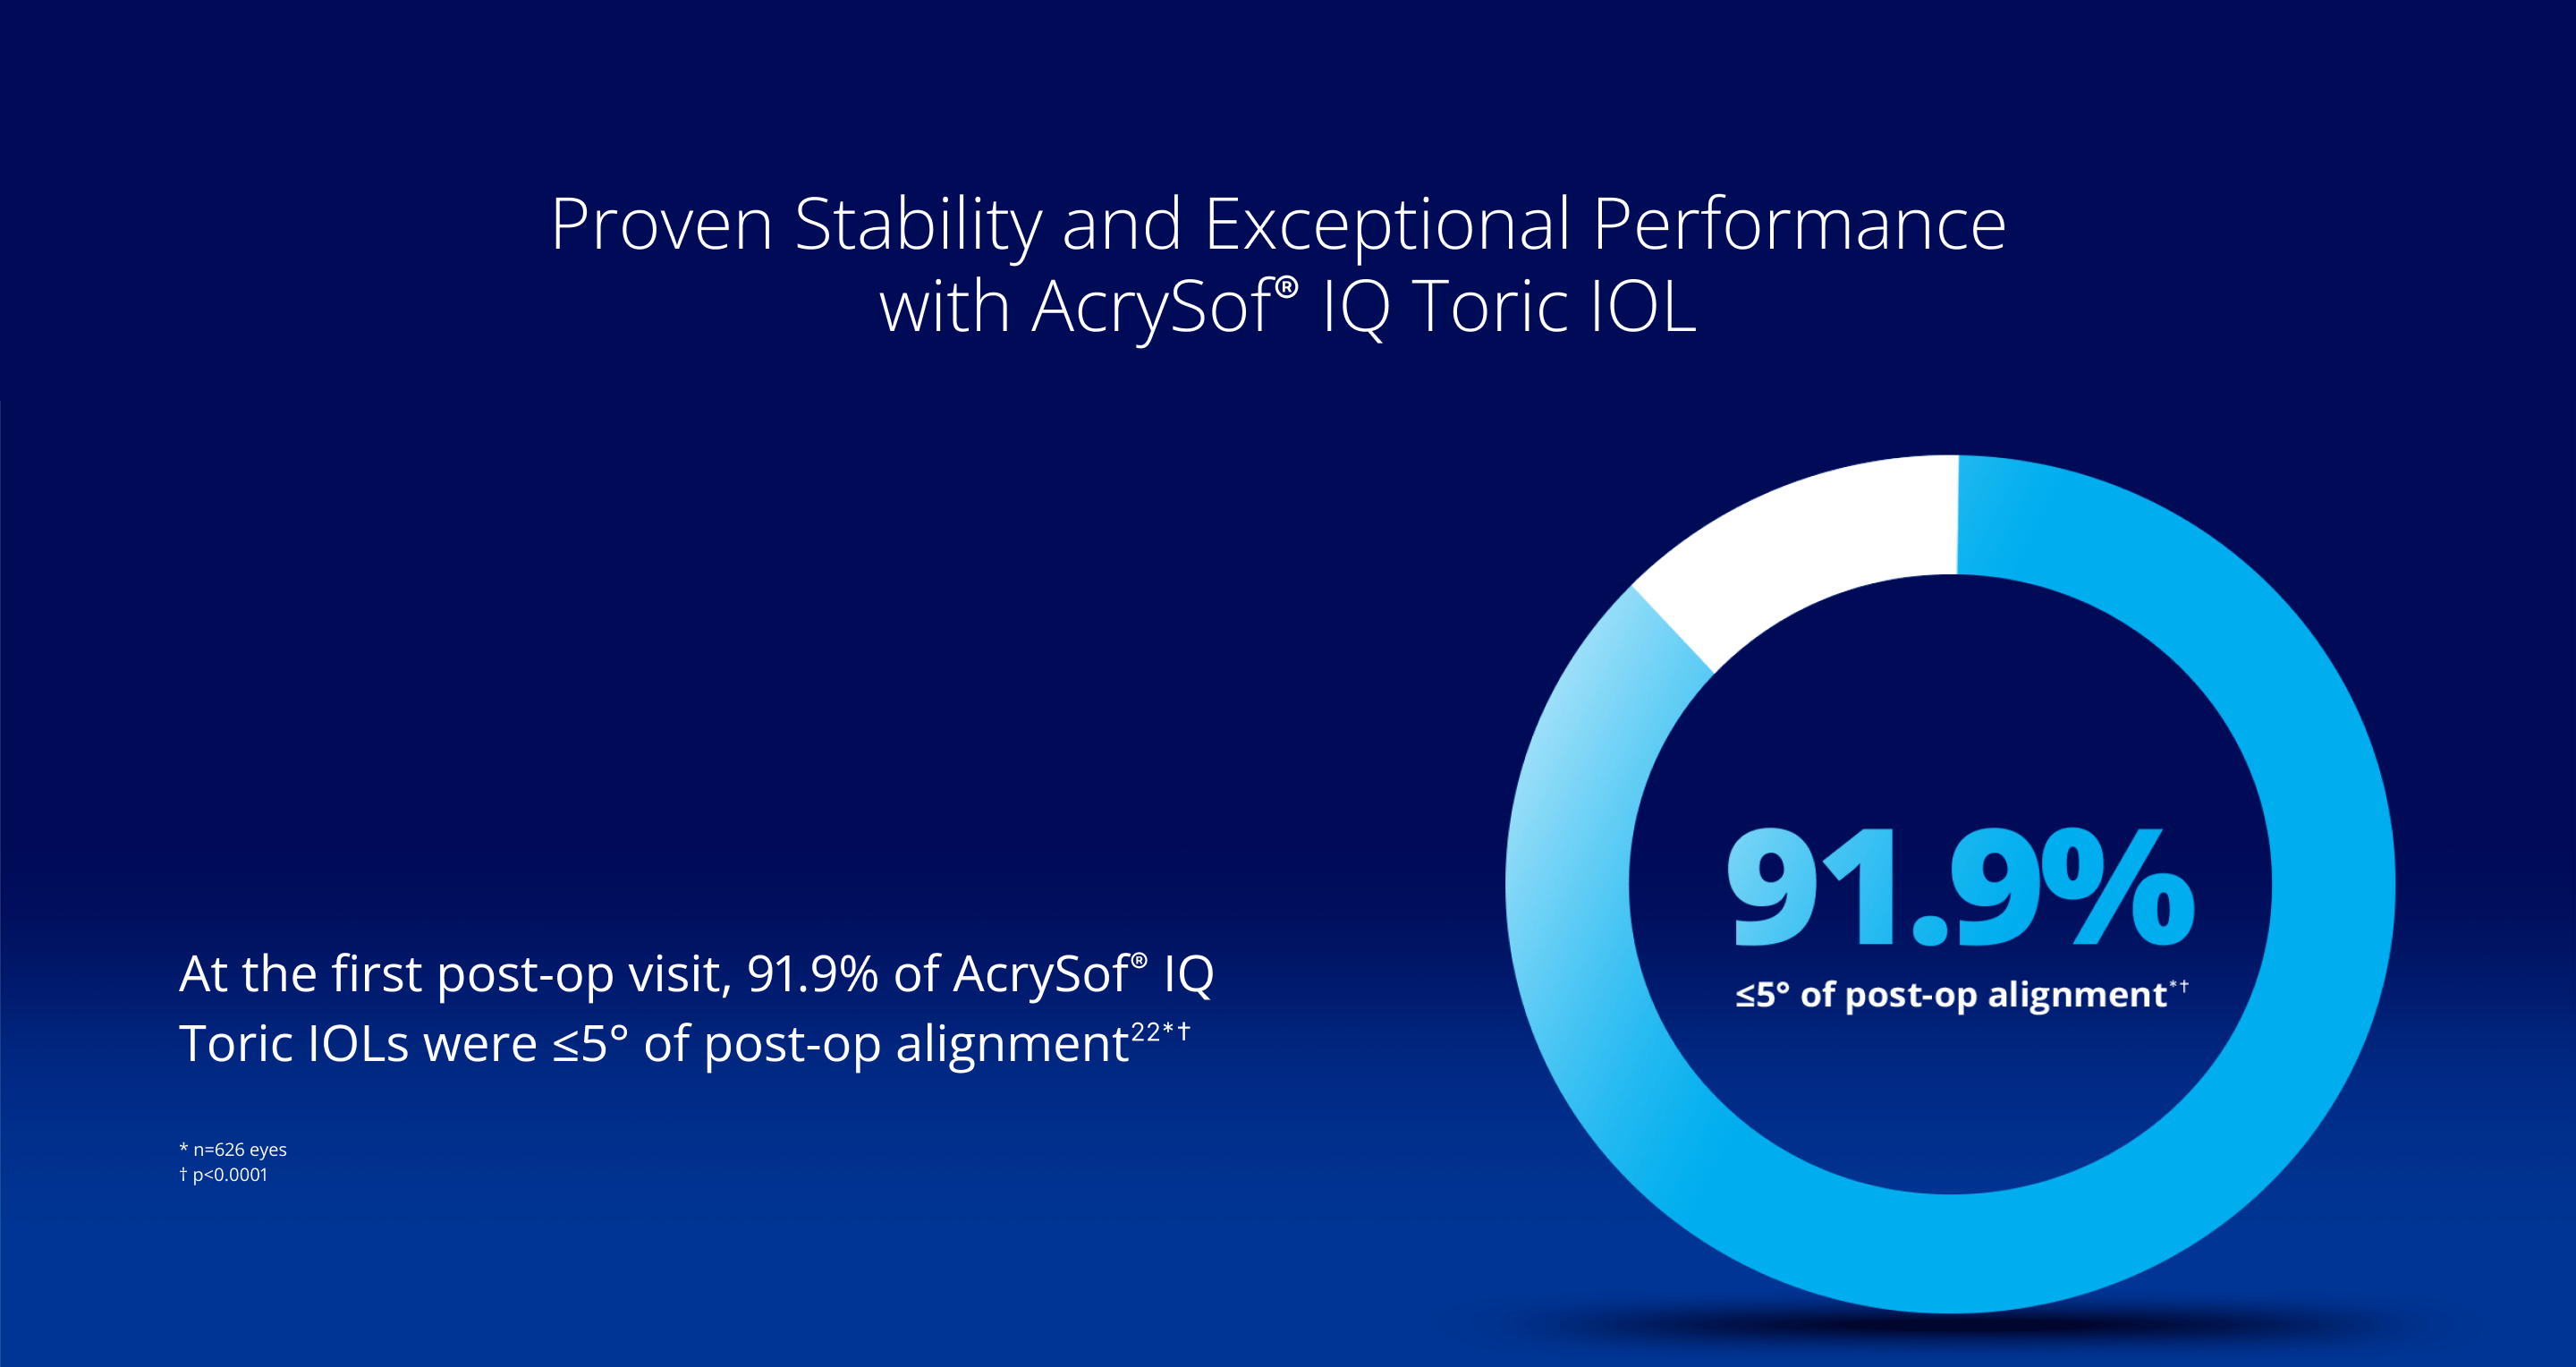 Proven Stability and Exceptional Performance
with AcrySof® IQ Toric IOL
91.9%
≤5° of post-op alignment*†
At the first post-op visit, 91.9% of AcrySof® IQ
Toric IOLs were ≤5° of post-op alignment22*†
* n=626 eyes
† p<0.0001